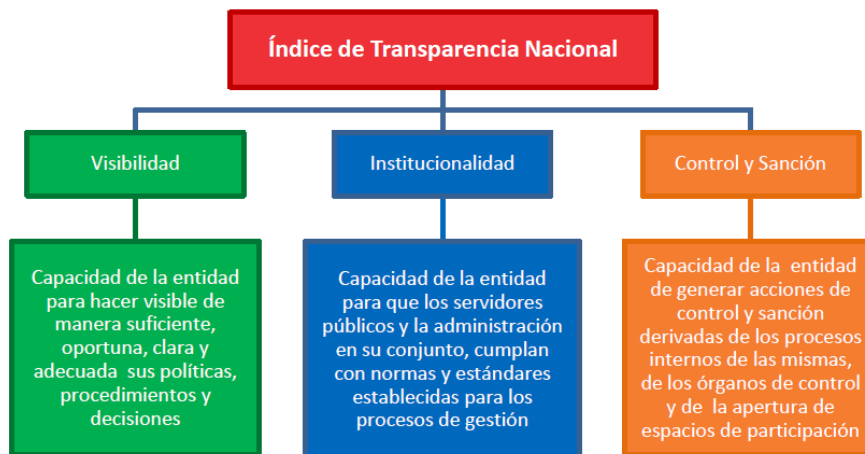 Índice de Transparencia Nacional
Visibilidad
Institucionalidad
Control y Sanción
Capacidad de la entidad
para hacer visible de
manera suficiente,
oportuna, clara y
adecuada sus políticas,
procedimientos y
decisiones
Capacidad de la entidad
para que los servidores
públicos y la administración
en su conjunto, cumplan
con normas y estándares
establecidas para los
procesos de gestión
Capacidad de la entidad
de generar acciones de
control y sanción
derivadas de los procesos
internos de las mismas,
de los órganos de control
y de la apertura de
espacios de participación